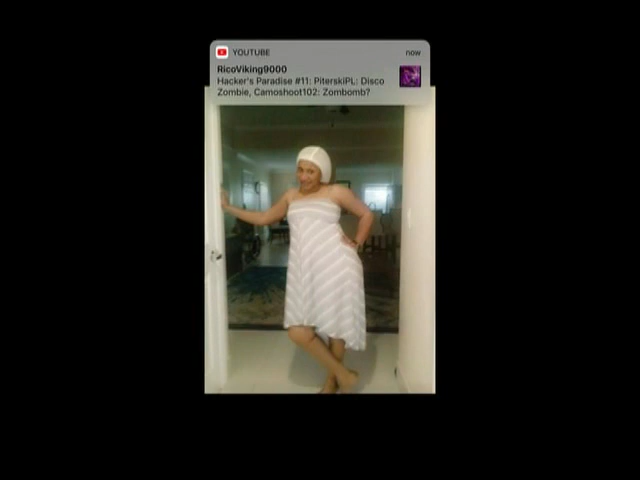 YOUTUBE now
RicoViking9000
Hacker's Paradise #11: PiterskiPL: Disco
Zombie, Camoshoot102: Zombomb?